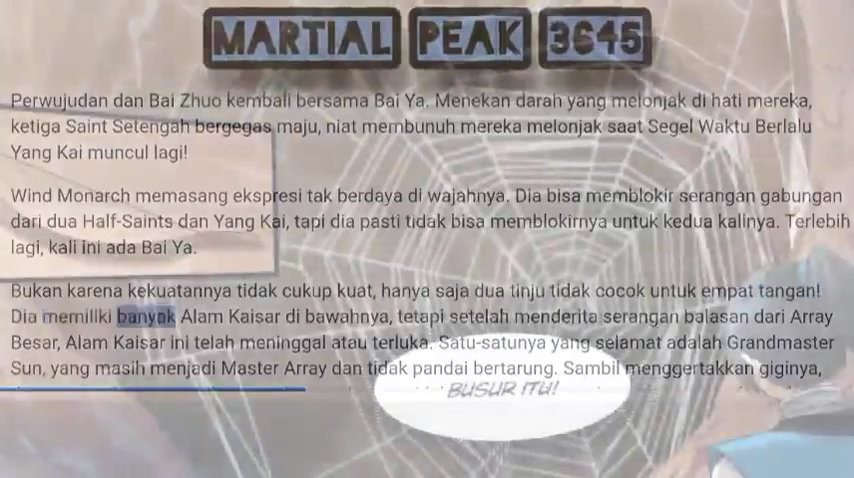 MARTIAL PEAK 3645
Perwujudan dan Bai Zhuo kembali bersama Bai Ya. Menekan darah yang melonjak di hati mereka,
ketiga Saint Setengah bergegas maju, niat membunuh mereka melonjak saat Segel Waktu Berlalu
Yang Kai muncul lagi!
Wind Monarch memasang ekspresi tak berdaya di wajahnya. Dia bisa memblokir serangan gabungan
dari dua Half-Saints dan Yang Kai, tapi dia pasti tidak bisa memblokirnya untuk kedua kalinya. Terlebih
lagi, kali ini ada Bai Ya.
Bukan karena kekuatannya tidak cukup kuat, hanya saja dua tinju tidak cocok untuk empat tangan!
Dia memiliki banyak Alam Kaisar di bawahnya, tetapi setelah menderita serangan balasan dari Array
Besar, Alam Kaisar ini telah meninggal atau terluka. Satu-satunya yang selamat adalah Grandmaster
Sun, yang masih menjadi Master Array dan tidak pandai bertarung. Sambil menggertakkan giginya,
BUSUR ITU!